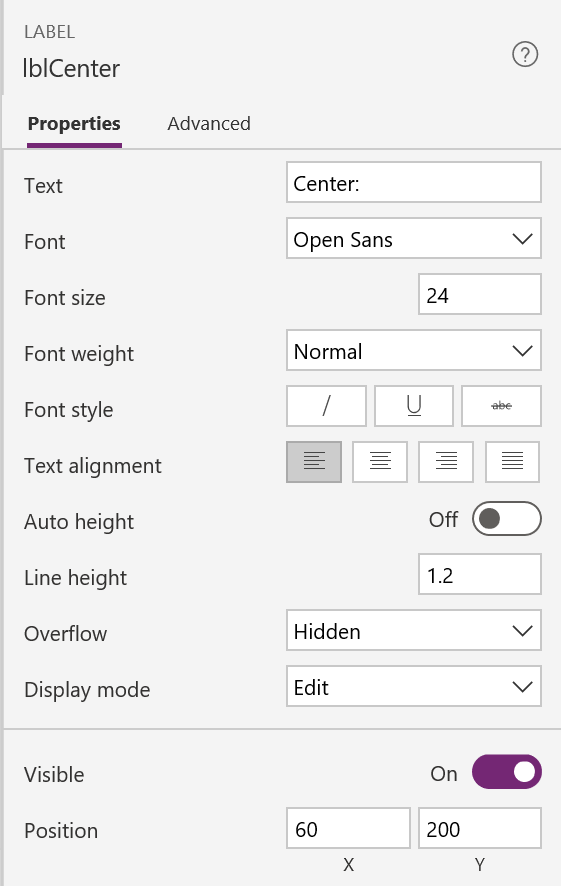 LABEL
lblCenter
?
Properties Advanced
Text Center:
Font Open Sans
Font size 24
Font weight Normal
Font style / U abc
Text alignment
Auto height Off
Line height 1.2
Overflow Hidden
Display mode Edit
Visible On
Position 60 200
X Y